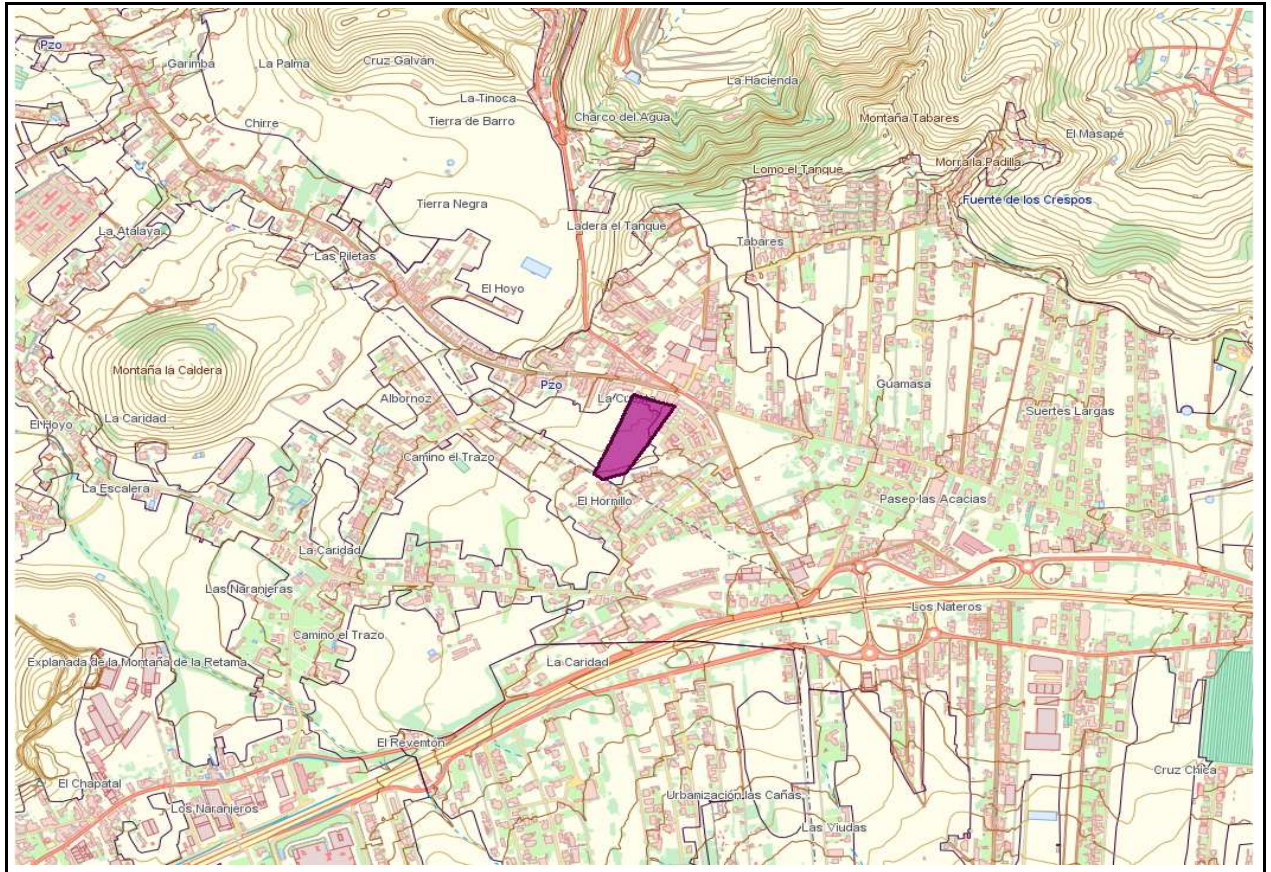 Pzo
Garimba
La Palma
Cruz Galván
La Hacienda
La Tinoca
Tierra de Barro
Charco del Agua
Chirre
Montaña Tabares
El Masapé
Morra la Padilla
Lomo el Tanque
Fuente de los Crespos
Tierra Negra
La Atalaya
Ladera el Tanque
Tabares
Las Piletas
El Hoyo
Montaña la Caldera
Pzo
Guamasa
Albornoz
Suertes Largas
La Caridad
El Hoyo
Camino el Trazo
La Escalera
El Hornillo
Paseo las Acacias
La Caridad
Las Naranjeras
Los Nateros
Camino el Trazo
Explanada de la Montaña de la Retama
La Caridad
El Reventón
El Chapatal
Cruz Chica
Los Naranjeros
Urbanización las Cañas
Las Viudas